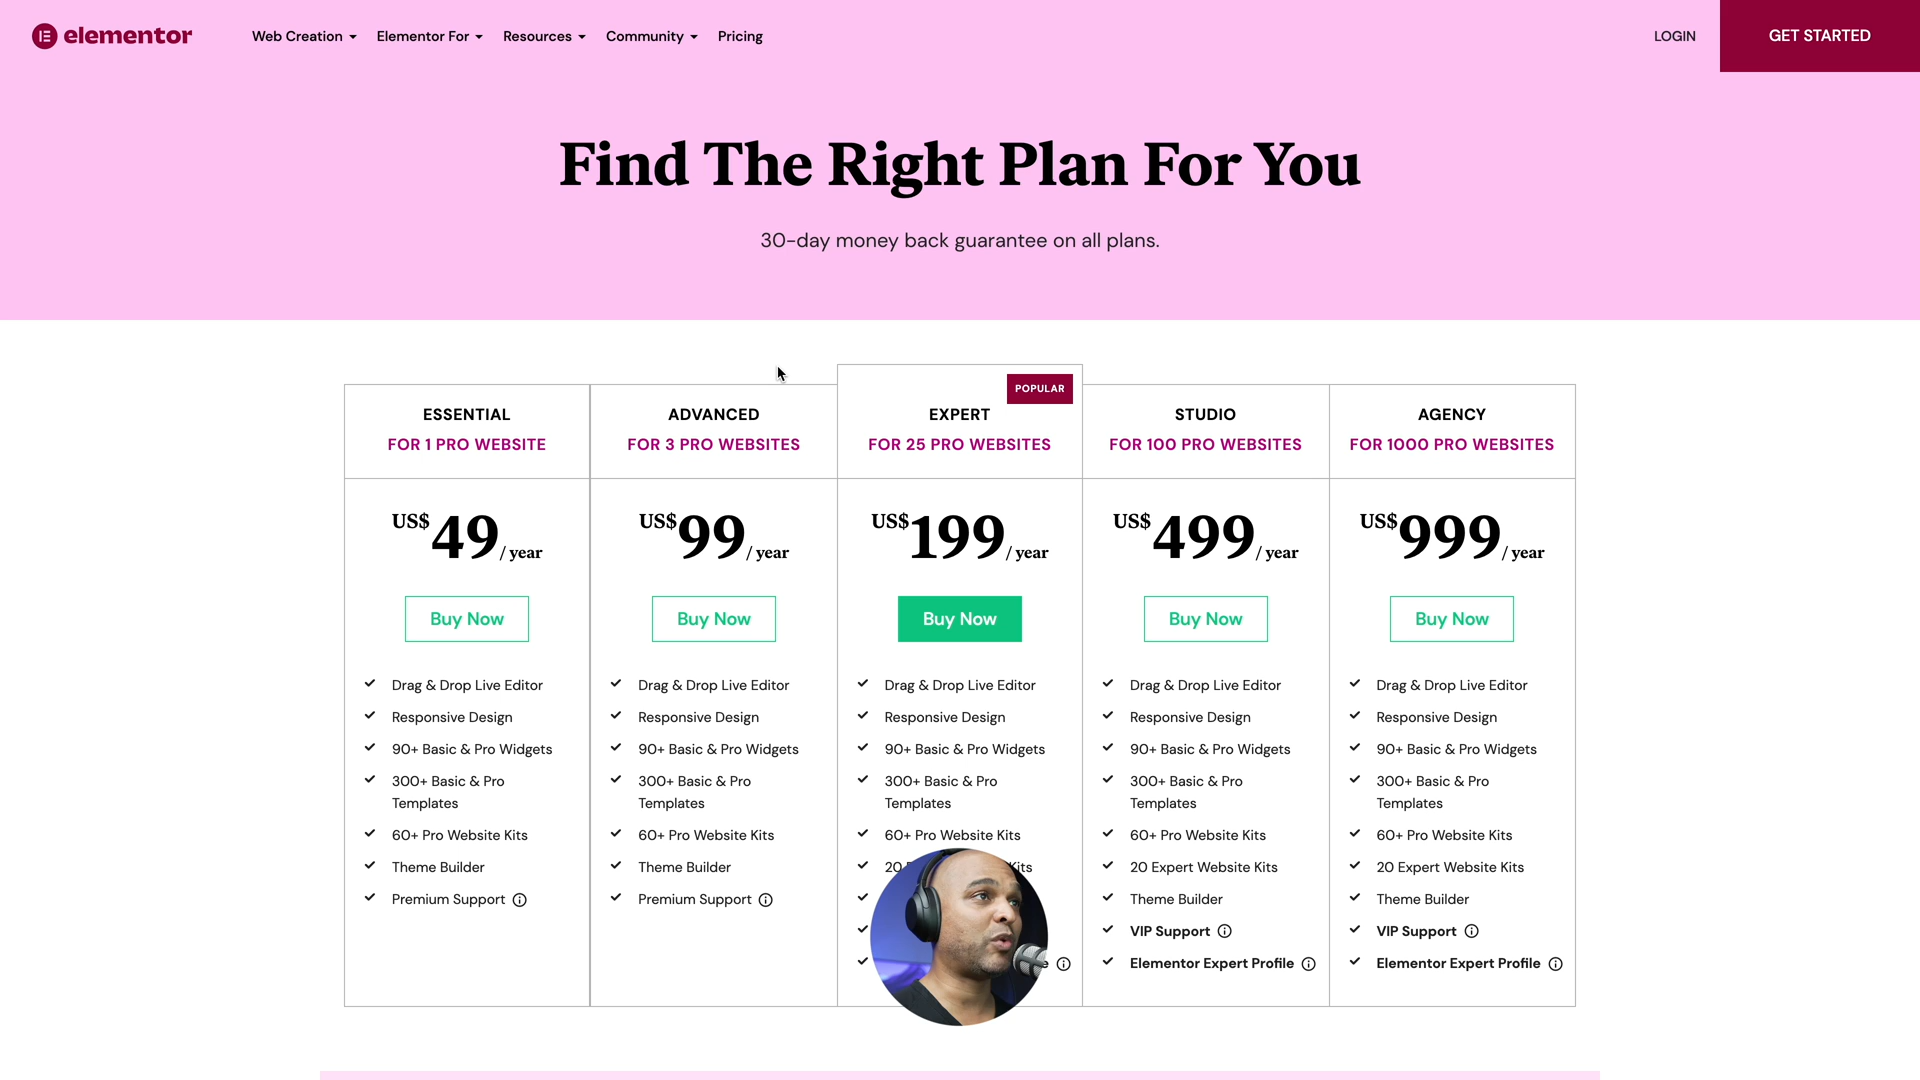 elementor
Web Creation
Elementor For
Resources
Community
Pricing
LOGIN
GET STARTED
Find The Right Plan For You
30-day money back guarantee on all plans.
ESSENTIAL
FOR 1 PRO WEBSITE
US$49/ year
Buy Now
Drag & Drop Live Editor
Responsive Design
90+ Basic & Pro Widgets
300+ Basic & Pro
Templates
60+ Pro Website Kits
Theme Builder
Premium Support
ADVANCED
FOR 3 PRO WEBSITES
US$99/ year
Buy Now
Drag & Drop Live Editor
Responsive Design
90+ Basic & Pro Widgets
300+ Basic & Pro
Templates
60+ Pro Website Kits
Theme Builder
Premium Support
POPULAR
EXPERT
FOR 25 PRO WEBSITES
US$199/ year
Buy Now
Drag & Drop Live Editor
Responsive Design
90+ Basic & Pro Widgets
300+ Basic & Pro
Templates
60+ Pro Website Kits
20 Kits
STUDIO
FOR 100 PRO WEBSITES
US$499/ year
Buy Now
Drag & Drop Live Editor
Responsive Design
90+ Basic & Pro Widgets
300+ Basic & Pro
Templates
60+ Pro Website Kits
20 Expert Website Kits
Theme Builder
VIP Support
Elementor Expert Profile
AGENCY
FOR 1000 PRO WEBSITES
US$999/ year
Buy Now
Drag & Drop Live Editor
Responsive Design
90+ Basic & Pro Widgets
300+ Basic & Pro
Templates
60+ Pro Website Kits
20 Expert Website Kits
Theme Builder
VIP Support
Elementor Expert Profile